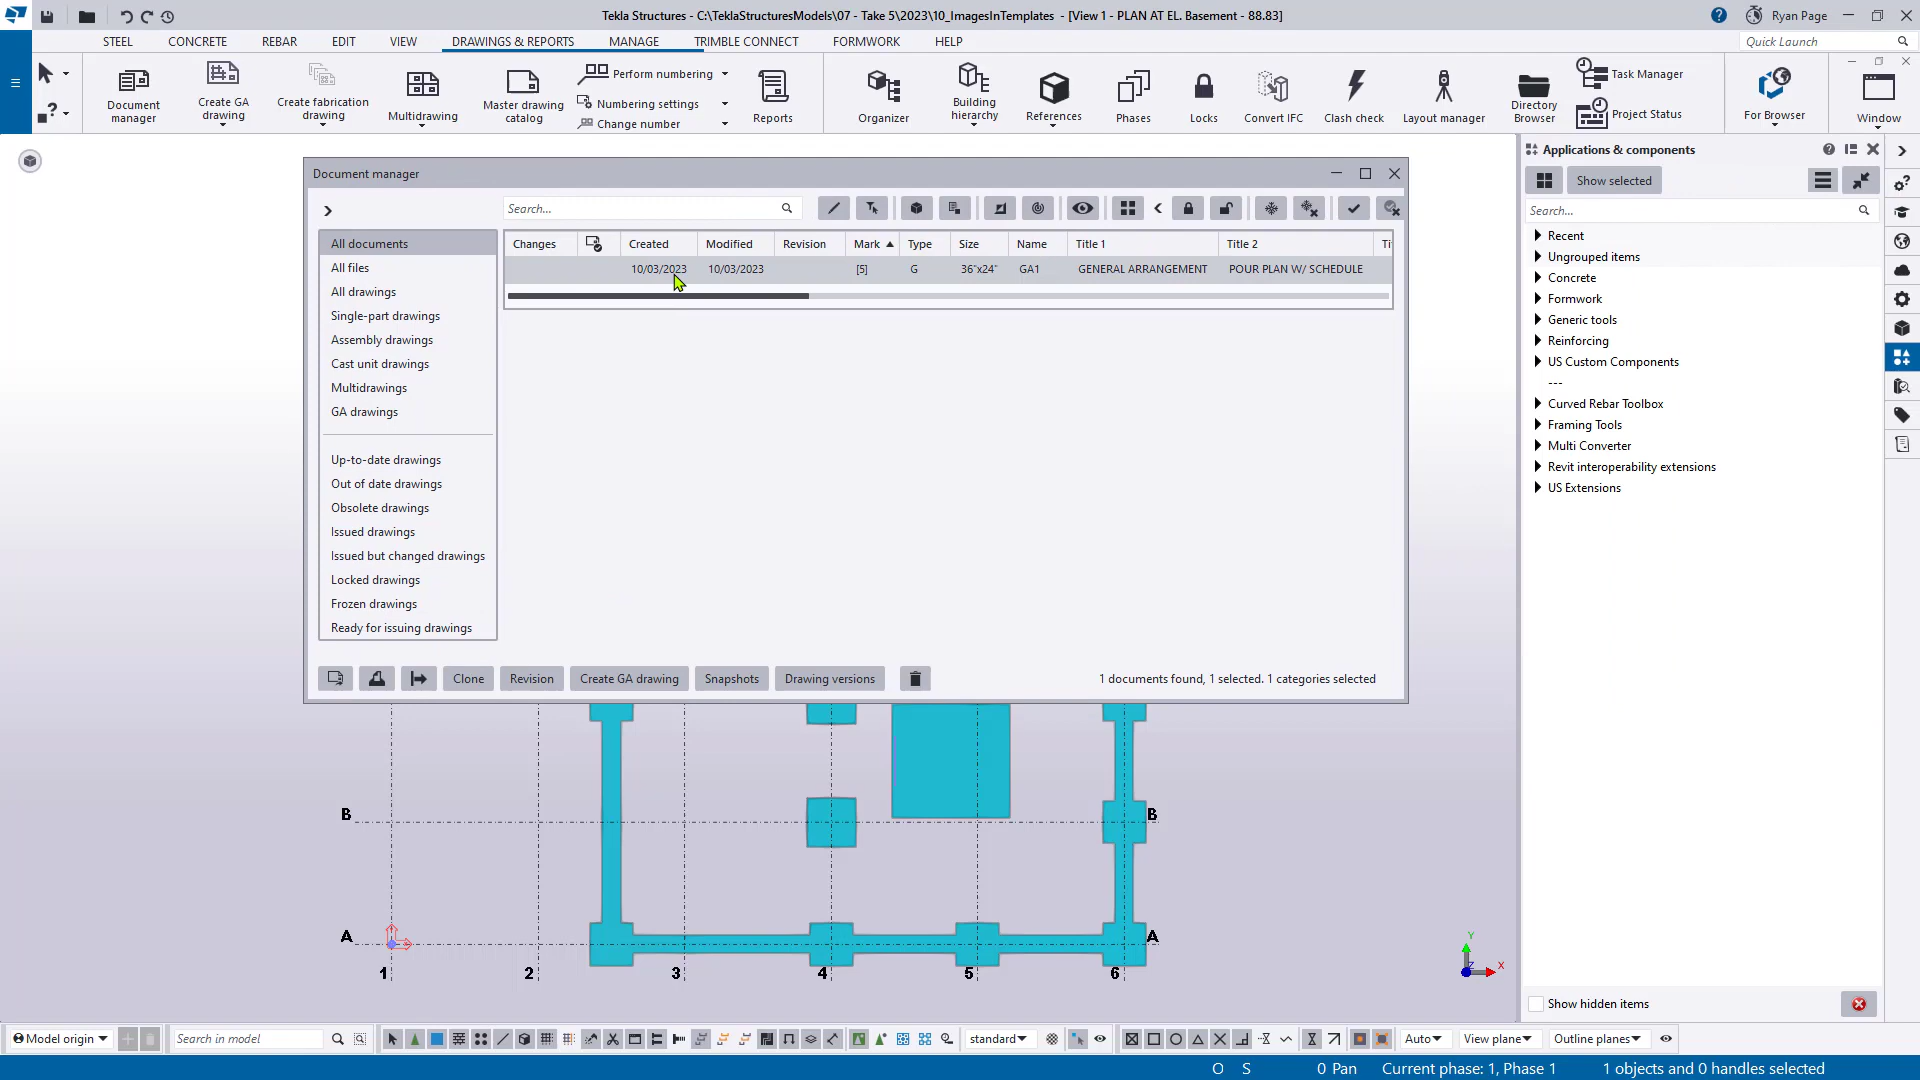 Tekla Structures - C:\TeklaStructuresModels\07 - Take 5\2023\10_ImagesInTemplates - [View 1 - PLAN AT EL. Basement - 88.83]
Ryan Page
STEEL CONCRETE REBAR EDIT VIEW DRAWINGS & REPORTS MANAGE TRIMBLE CONNECT FORMWORK HELP
Quick Launch
Document manager
Create GA drawing
Create fabrication drawing
Multidrawing
Master drawing catalog
Perform numbering
Numbering settings
Change number
Reports
Organizer
Building hierarchy
References
Phases
Locks
Convert IFC
Clash check
Layout manager
Directory Browser
Task Manager
Project Status
For Browser
Window
Document manager
Search...
All documents
All files
All drawings
Single-part drawings
Assembly drawings
Cast unit drawings
Multidrawings
GA drawings
Up-to-date drawings
Out of date drawings
Obsolete drawings
Issued drawings
Issued but changed drawings
Locked drawings
Frozen drawings
Ready for issuing drawings
Changes Created Modified Revision Mark Type Size Name Title 1 Title 2 Ti
10/03/2023 10/03/2023 [5] G 36"x24" GA1 GENERAL ARRANGEMENT POUR PLAN W/ SCHEDULE
Clone Revision Create GA drawing Snapshots Drawing versions
1 documents found, 1 selected. 1 categories selected
Applications & components
Show selected
Search...
Recent
Ungrouped items
Concrete
Formwork
Generic tools
Reinforcing
US Custom Components
---
Curved Rebar Toolbox
Framing Tools
Multi Converter
Revit interoperability extensions
US Extensions
Show hidden items
B B
A A
1 2 3 4 5 6
Y
Z X
Model origin
Search in model
standard
Auto
View plane
Outline planes
O S 0 Pan Current phase: 1, Phase 1 1 objects and 0 handles selected